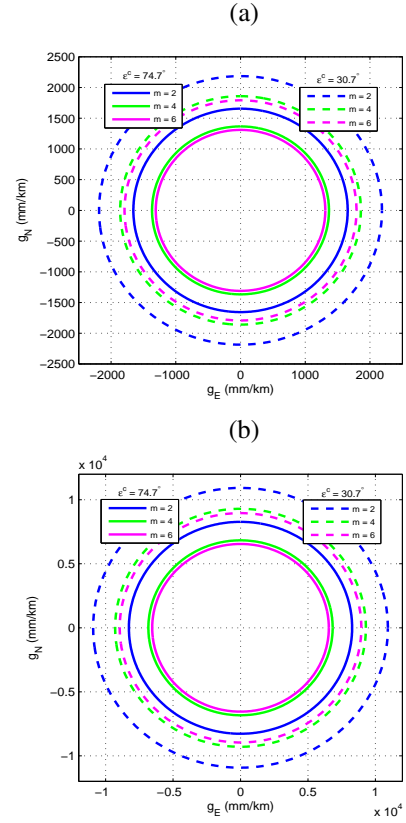 (a)
2500
2000
1500
1000
500
0
−500
−1000
−1500
−2000
−2500
ε^c = 74.7°
m = 2
m = 4
m = 6
ε^c = 30.7°
m = 2
m = 4
m = 6
−2000 −1000 0 1000 2000
g_E (mm/km)
g_N (mm/km)
(b)
x 10^4
1
0.5
0
−0.5
−1
ε^c = 74.7°
m = 2
m = 4
m = 6
ε^c = 30.7°
m = 2
m = 4
m = 6
−1 −0.5 0 0.5 1
x 10^4
g_E (mm/km)
g_N (mm/km)